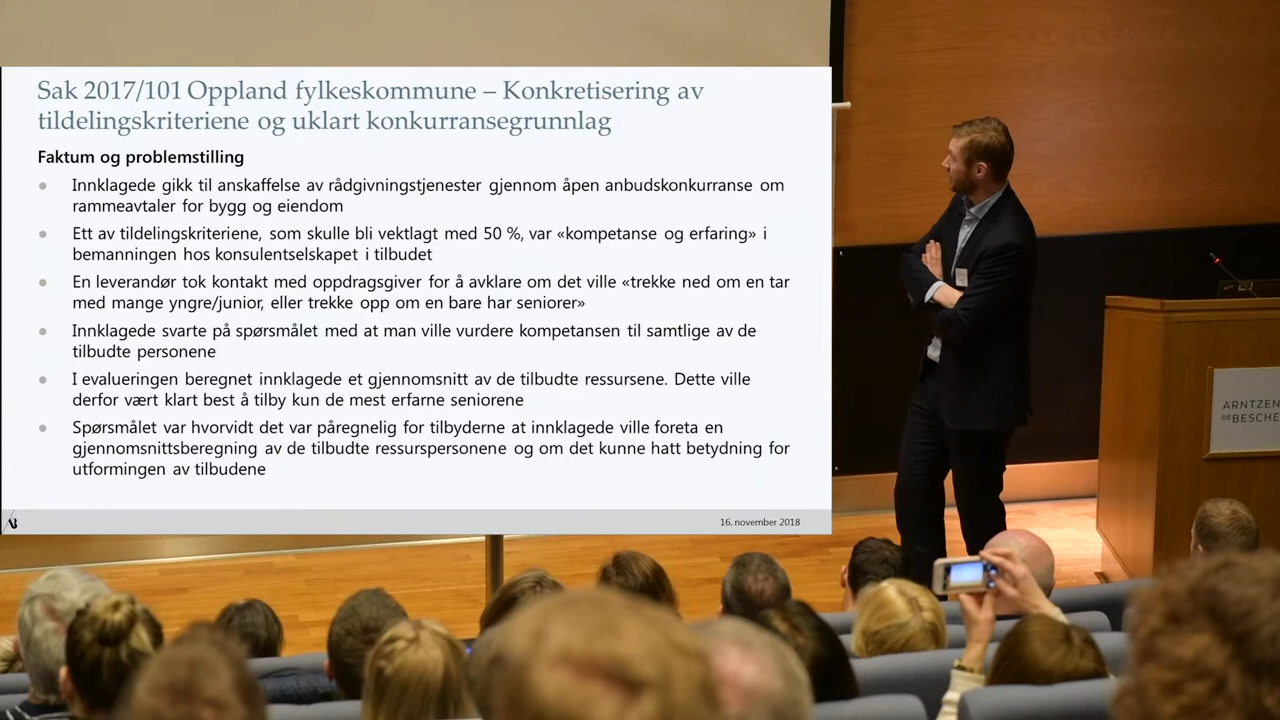 Sak 2017/101 Oppland fylkeskommune – Konkretisering av
tildelingskriteriene og uklart konkurransegrunnlag
Faktum og problemstilling
Innklagede gikk til anskaffelse av rådgivningstjenester gjennom åpen anbudskonkurranse om
rammeavtaler for bygg og eiendom
Ett av tildelingskriteriene, som skulle bli vektlagt med 50 %, var «kompetanse og erfaring» i
bemanningen hos konsulentselskapet i tilbudet
En leverandør tok kontakt med oppdragsgiver for å avklare om det ville «trekke ned om en tar
med mange yngre/junior, eller trekke opp om en bare har seniorer»
Innklagede svarte på spørsmålet med at man ville vurdere kompetansen til samtlige av de
tilbudte personene
I evalueringen beregnet innklagede et gjennomsnitt av de tilbudte ressursene. Dette ville
derfor vært klart best å tilby kun de mest erfarne seniorene
Spørsmålet var hvorvidt det var påregnelig for tilbyderne at innklagede ville foreta en
gjennomsnittsberegning av de tilbudte ressurspersonene og om det kunne hatt betydning for
utformingen av tilbudene
16. november 2018
ARNTZEN
DE BESCHE